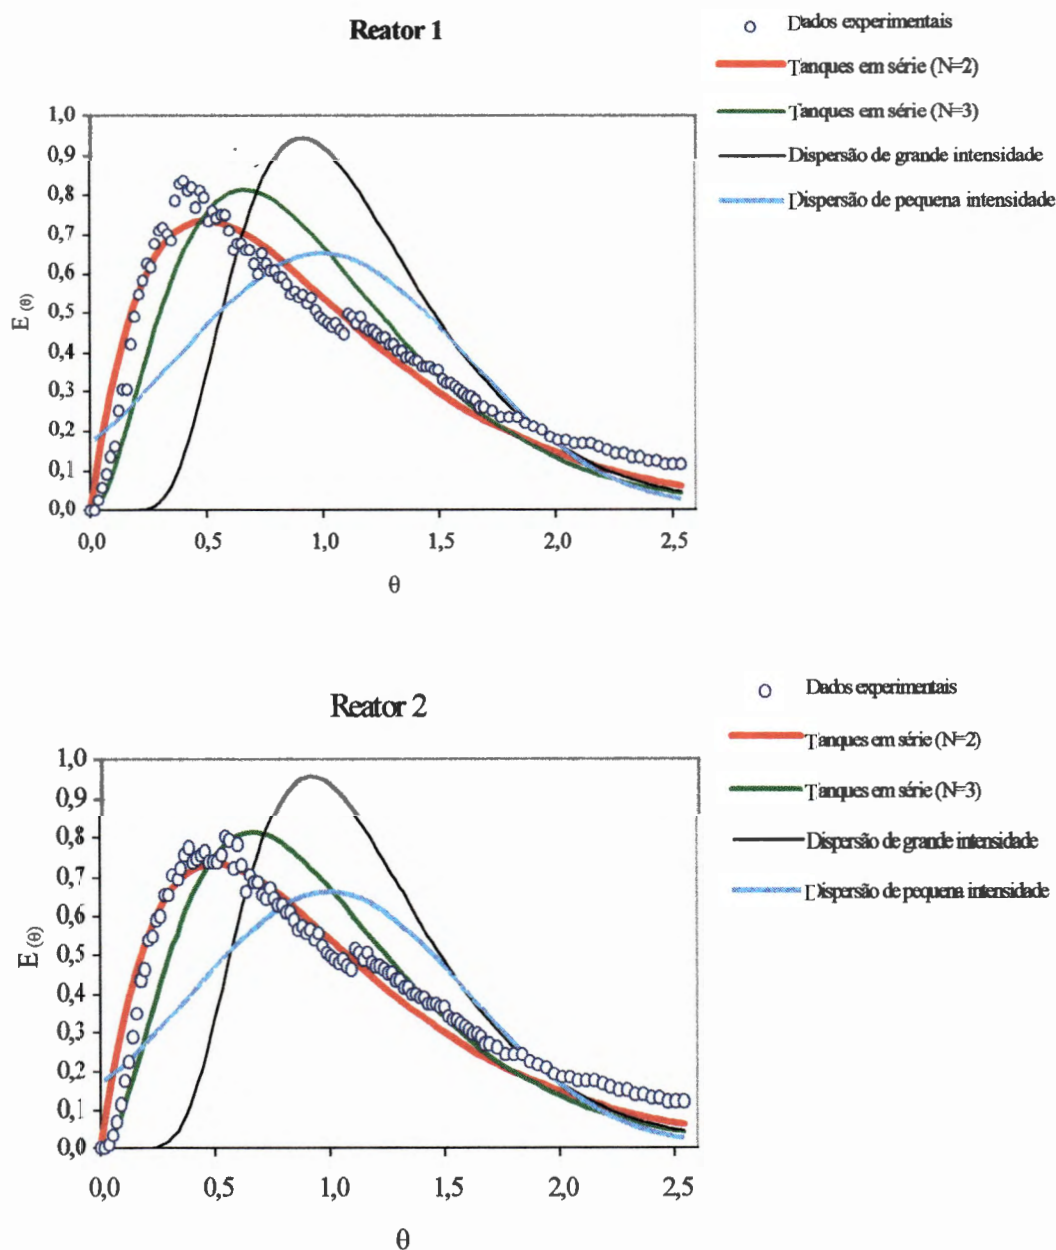 Reator 1
Dados experimentais
Tanques em série (N=2)
Tanques em série (N=3)
Dispersão de grande intensidade
Dispersão de pequena intensidade
1,0
0,9
0,8
0,7
0,6
0,5
0,4
0,3
0,2
0,1
0,0
E (θ)
0,0 0,5 1,0 1,5 2,0 2,5
θ
Reator 2
Dados experimentais
Tanques em série (N=2)
Tanques em série (N=3)
Dispersão de grande intensidade
Dispersão de pequena intensidade
1,0
0,9
0,8
0,7
0,6
0,5
0,4
0,3
0,2
0,1
0,0
E (θ)
0,0 0,5 1,0 1,5 2,0 2,5
θ